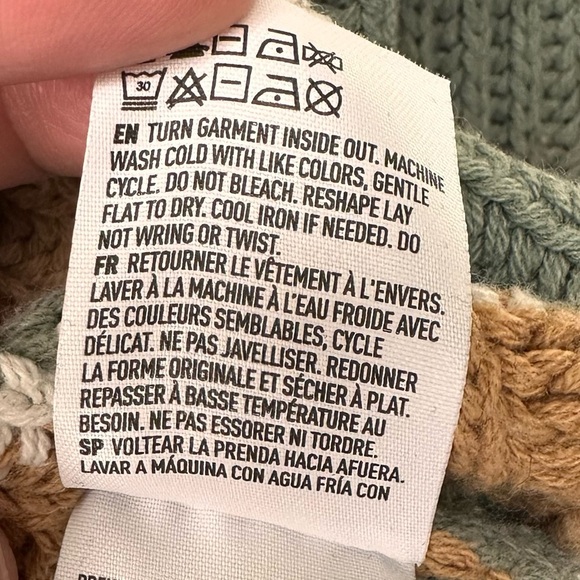 30
EN TURN GARMENT INSIDE OUT. MACHINE
WASH COLD WITH LIKE COLORS, GENTLE
CYCLE. DO NOT BLEACH. RESHAPE LAY
FLAT TO DRY. COOL IRON IF NEEDED. DO
NOT WRING OR TWIST.
FR RETOURNER LE VÊTEMENT À L'ENVERS.
LAVER À LA MACHINE À L'EAU FROIDE AVEC
DES COULEURS SEMBLABLES, CYCLE
DÉLICAT. NE PAS JAVELLISER. REDONNER
LA FORME ORIGINALE ET SÉCHER À PLAT.
REPASSER À BASSE TEMPÉRATURE AU
BESOIN. NE PAS ESSORER NI TORDRE.
SP VOLTEAR LA PRENDA HACIA AFUERA.
LAVAR A MÁQUINA CON AGUA FRÍA CON